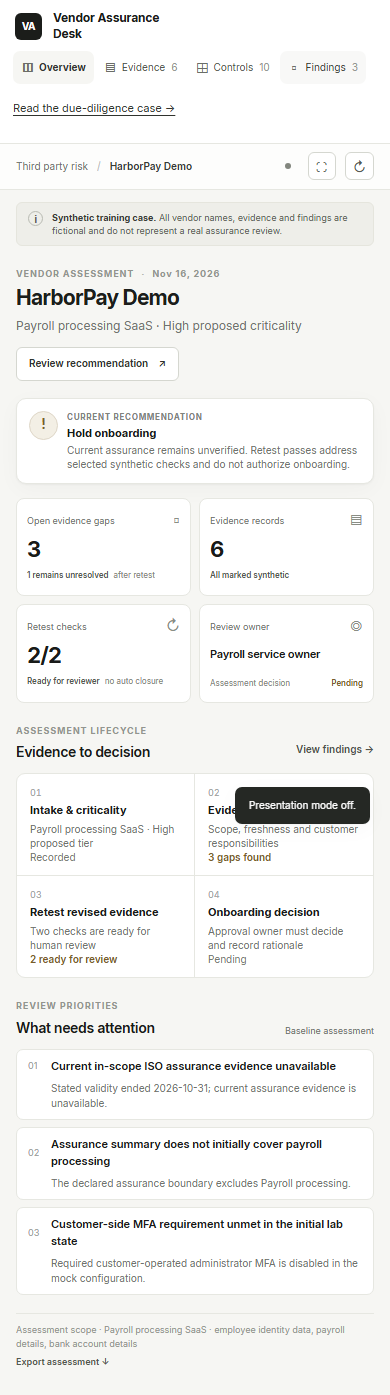 VA
Vendor Assurance
Desk
Overview
Evidence 6
Controls 10
Findings 3
Read the due-diligence case →
Third party risk / HarborPay Demo
Synthetic training case. All vendor names, evidence and findings are
fictional and do not represent a real assurance review.
VENDOR ASSESSMENT · Nov 16, 2026
HarborPay Demo
Payroll processing SaaS · High proposed criticality
Review recommendation ↗
!
CURRENT RECOMMENDATION
Hold onboarding
Current assurance remains unverified. Retest passes address
selected synthetic checks and do not authorize onboarding.
Open evidence gaps
3
1 remains unresolved after retest
Evidence records
6
All marked synthetic
Retest checks
2/2
Ready for reviewer no auto closure
Review owner
Payroll service owner
Assessment decision Pending
ASSESSMENT LIFECYCLE
Evidence to decision
View findings →
01
Intake & criticality
Payroll processing SaaS · High
proposed tier
Recorded
02
Presentation mode off.
Scope, freshness and customer
responsibilities
3 gaps found
03
Retest revised evidence
Two checks are ready for
human review
2 ready for review
04
Onboarding decision
Approval owner must decide
and record rationale
Pending
REVIEW PRIORITIES
What needs attention
Baseline assessment
01
Current in-scope ISO assurance evidence unavailable
Stated validity ended 2026-10-31; current assurance evidence is
unavailable.
02
Assurance summary does not initially cover payroll
processing
The declared assurance boundary excludes Payroll processing.
03
Customer-side MFA requirement unmet in the initial lab
state
Required customer-operated administrator MFA is disabled in the
mock configuration.
Assessment scope · Payroll processing SaaS · employee identity data, payroll
details, bank account details
Export assessment ↓